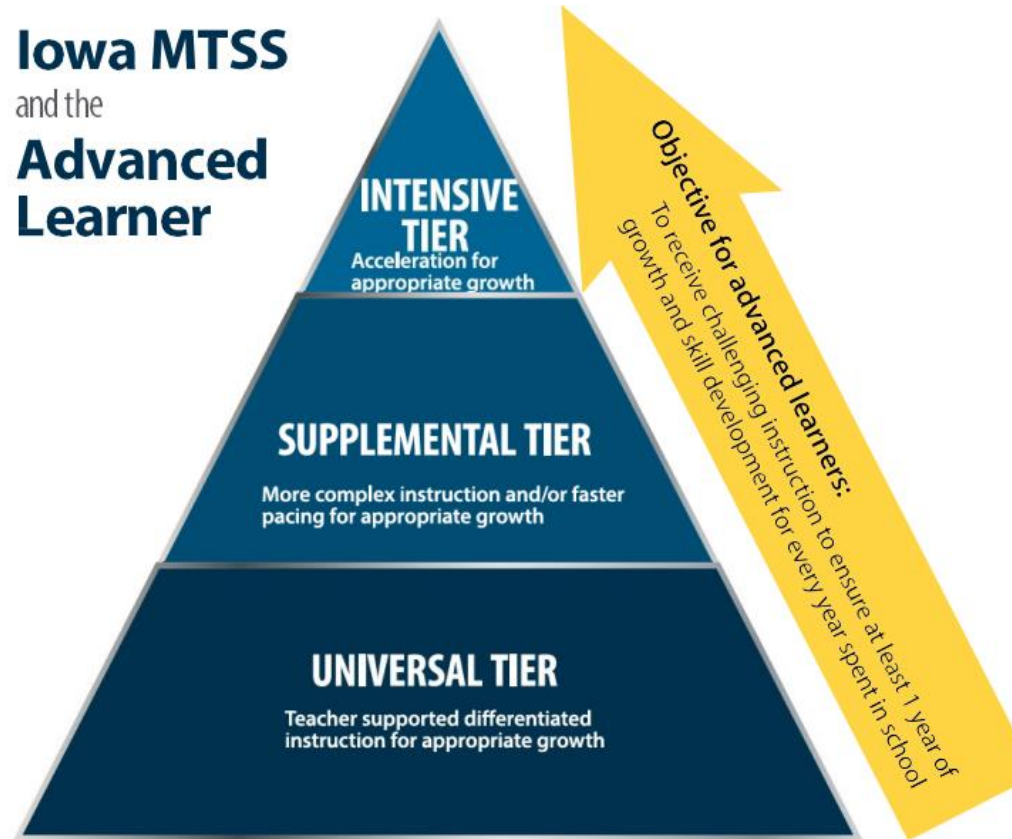 Iowa MTSS
and the
Advanced
Learner
INTENSIVE
TIER
Acceleration for
appropriate growth
SUPPLEMENTAL TIER
More complex instruction and/or faster
pacing for appropriate growth
UNIVERSAL TIER
Teacher supported differentiated
instruction for appropriate growth
Objective for advanced learners:
To receive challenging instruction to ensure at least 1 year of
growth and skill development for every year spent in school